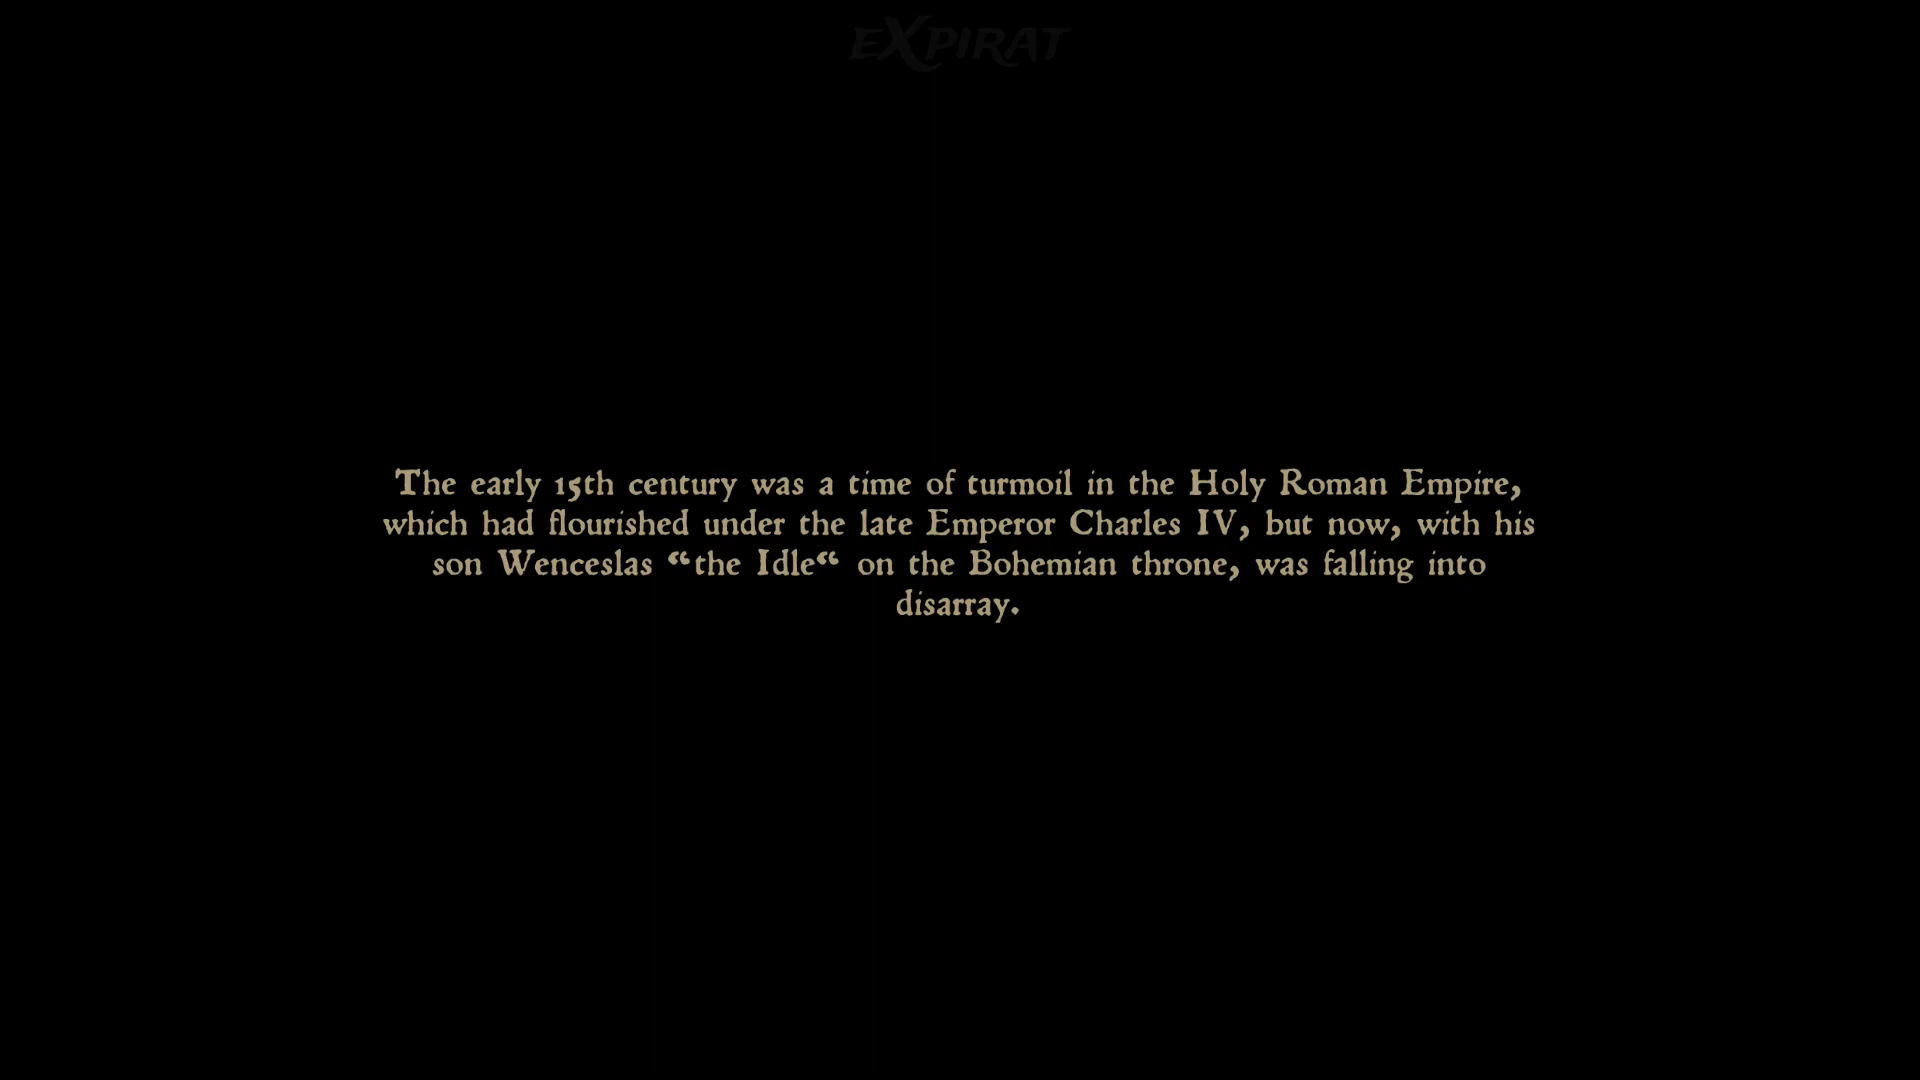 EXPIRAT
The early 15th century was a time of turmoil in the Holy Roman Empire,
which had flourished under the late Emperor Charles IV, but now, with his
son Wenceslas “the Idle“ on the Bohemian throne, was falling into
disarray.